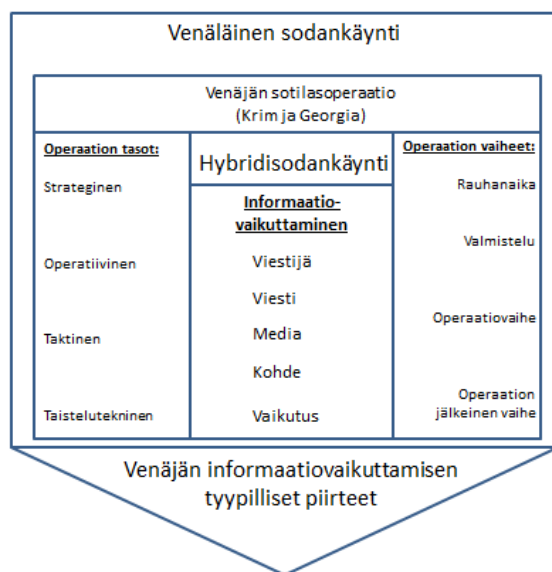 Venäläinen sodankäynti
Venäjän sotilasoperaatio
(Krim ja Georgia)
Operaation tasot:
Strateginen
Operatiivinen
Taktinen
Taistelutekninen
Hybridisodankäynti
Informaatio-
vaikuttaminen
Viestijä
Viesti
Media
Kohde
Vaikutus
Operaation vaiheet:
Rauhanaika
Valmistelu
Operaatiovaihe
Operaation
jälkeinen vaihe
Venäjän informaatiovaikuttamisen
tyypilliset piirteet